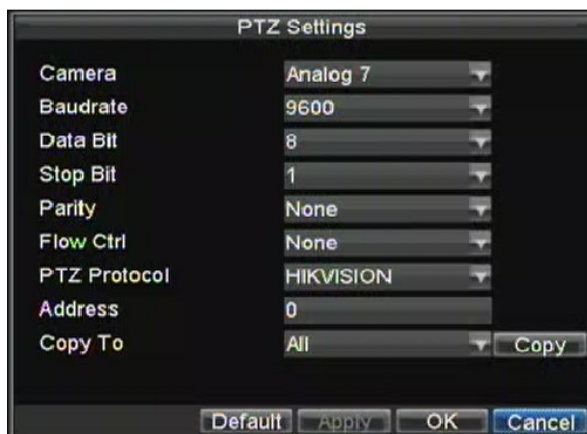 PTZ Settings
Camera Analog 7
Baudrate 9600
Data Bit 8
Stop Bit 1
Parity None
Flow Ctrl None
PTZ Protocol HIKVISION
Address 0
Copy To All Copy
Default Apply OK Cancel